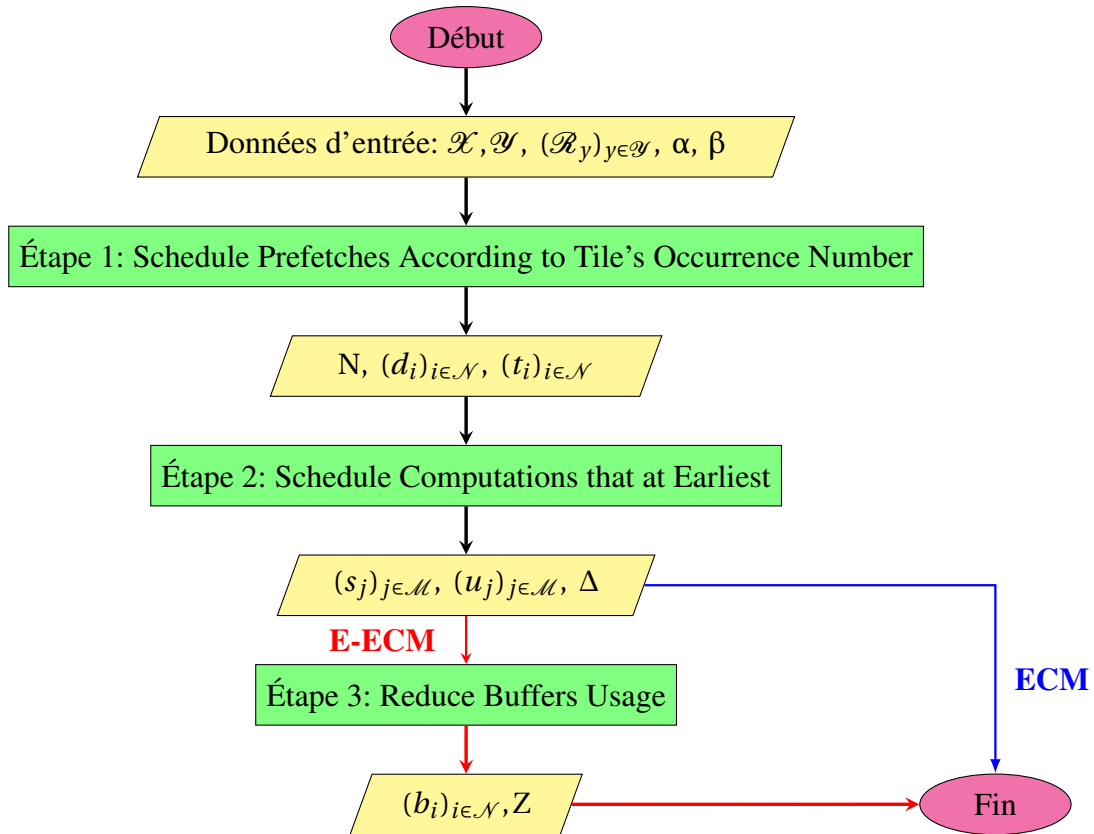 Début
Données d'entrée: 𝒳,𝒴, (ℛ_y)_{y∈𝒴}, α, β
Étape 1: Schedule Prefetches According to Tile's Occurrence Number
N, (d_i)_{i∈𝒩}, (t_i)_{i∈𝒩}
Étape 2: Schedule Computations that at Earliest
(s_j)_{j∈ℳ}, (u_j)_{j∈ℳ}, Δ
E-ECM
Étape 3: Reduce Buffers Usage
ECM
(b_i)_{i∈𝒩},Z
Fin